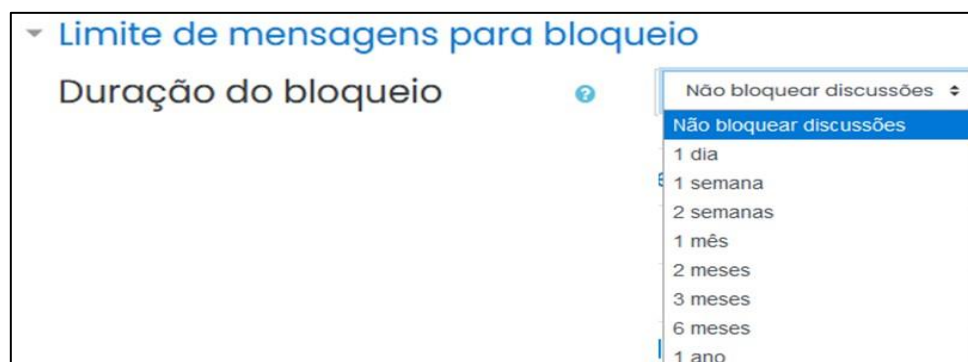 Limite de mensagens para bloqueio
Duração do bloqueio ? Não bloquear discussões
Não bloquear discussões
1 dia
1 semana
2 semanas
1 mês
2 meses
3 meses
6 meses
1 ano